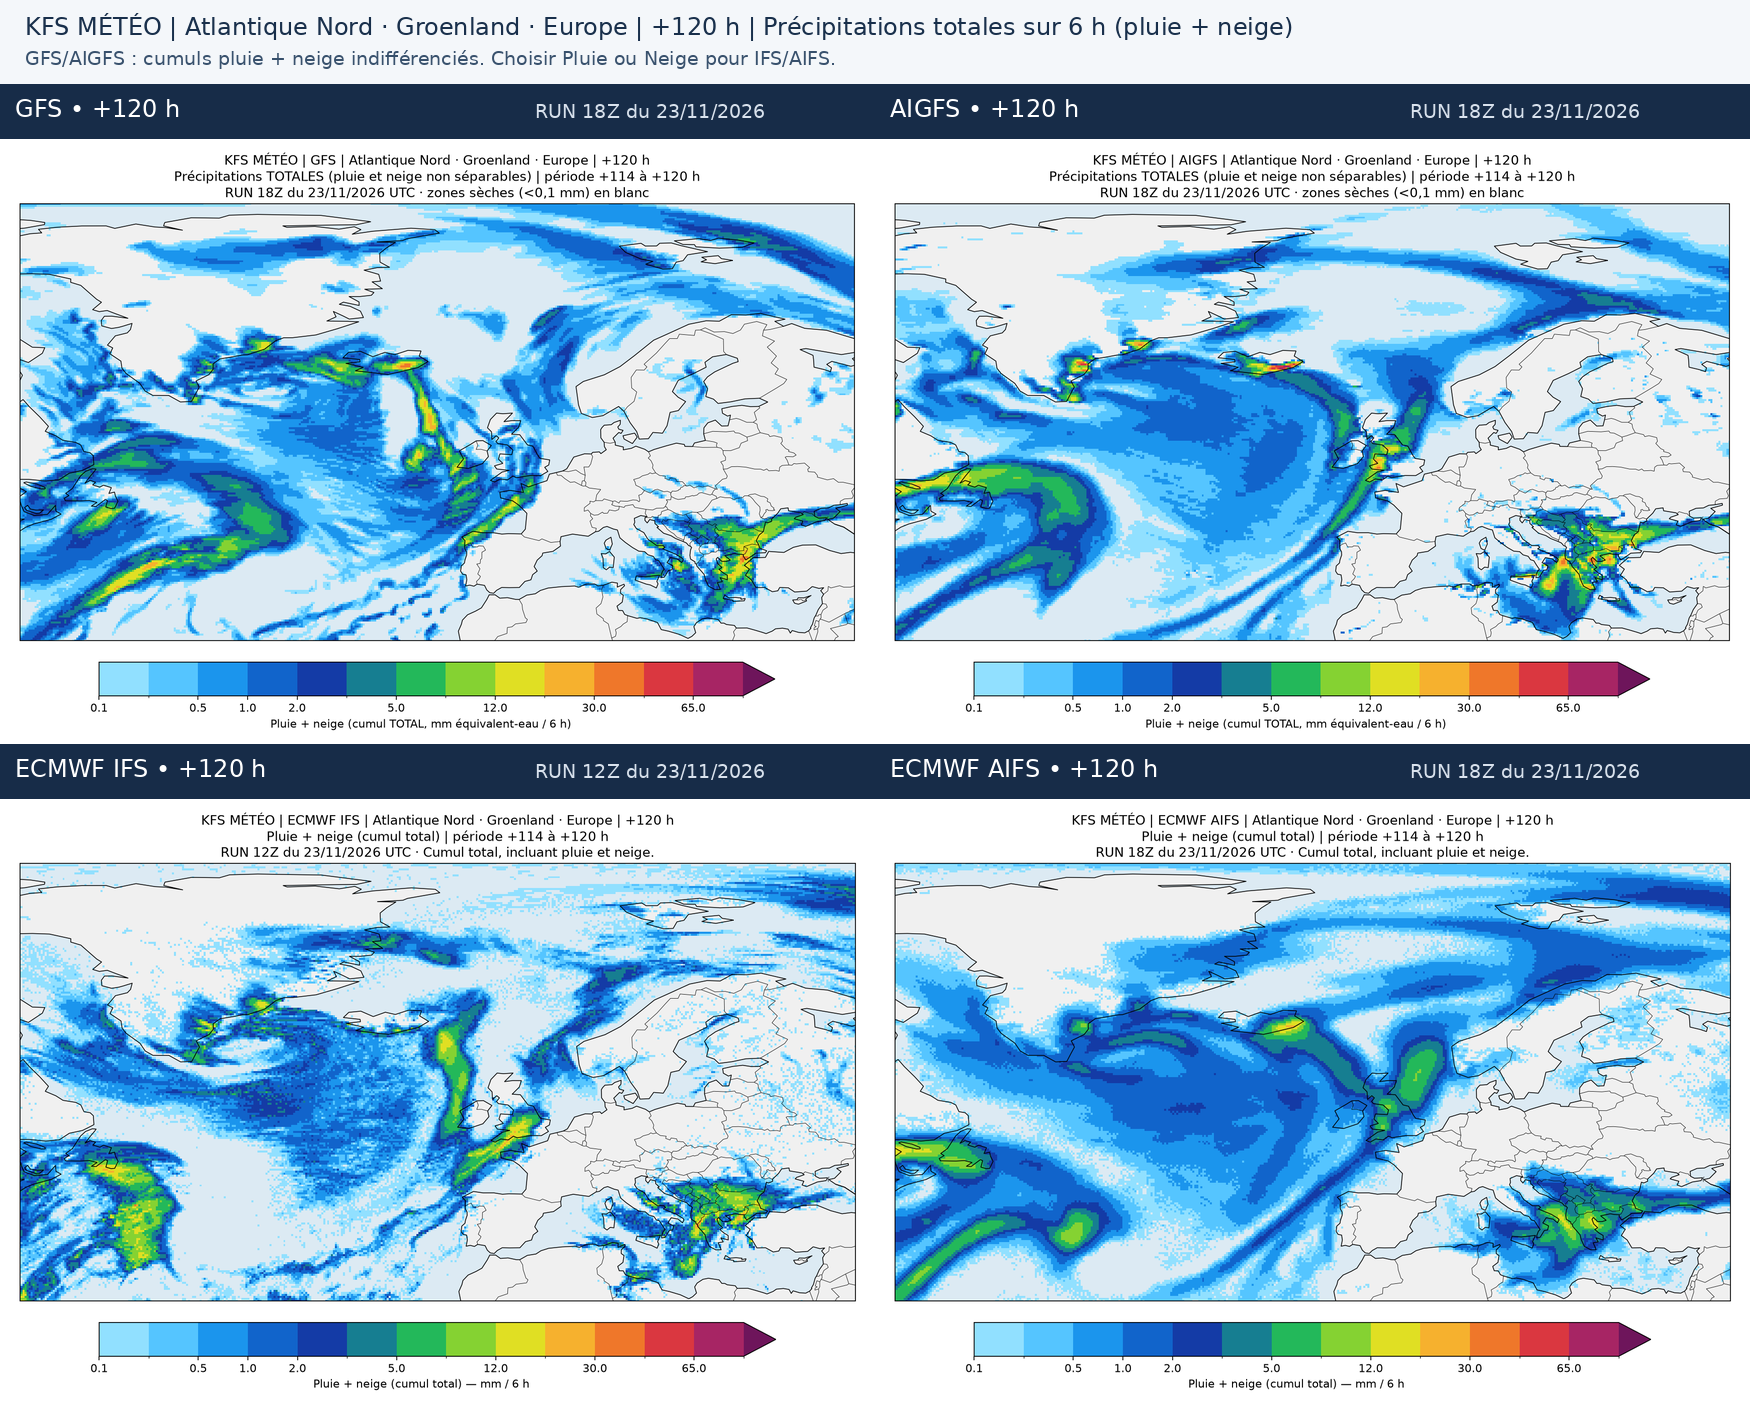 KFS MÉTÉO | Atlantique Nord · Groenland · Europe | +120 h | Précipitations totales sur 6 h (pluie + neige)
GFS/AIGFS : cumuls pluie + neige indifférenciés. Choisir Pluie ou Neige pour IFS/AIFS.
GFS • +120 h RUN 18Z du 23/11/2026
KFS MÉTÉO | GFS | Atlantique Nord · Groenland · Europe | +120 h
Précipitations TOTALES (pluie et neige non séparables) | période +114 à +120 h
RUN 18Z du 23/11/2026 UTC · zones sèches (<0,1 mm) en blanc
0.1 0.5 1.0 2.0 5.0 12.0 30.0 65.0
Pluie + neige (cumul TOTAL, mm équivalent-eau / 6 h)
AIGFS • +120 h RUN 18Z du 23/11/2026
KFS MÉTÉO | AIGFS | Atlantique Nord · Groenland · Europe | +120 h
Précipitations TOTALES (pluie et neige non séparables) | période +114 à +120 h
RUN 18Z du 23/11/2026 UTC · zones sèches (<0,1 mm) en blanc
0.1 0.5 1.0 2.0 5.0 12.0 30.0 65.0
Pluie + neige (cumul TOTAL, mm équivalent-eau / 6 h)
ECMWF IFS • +120 h RUN 12Z du 23/11/2026
KFS MÉTÉO | ECMWF IFS | Atlantique Nord · Groenland · Europe | +120 h
Pluie + neige (cumul total) | période +114 à +120 h
RUN 12Z du 23/11/2026 UTC · Cumul total, incluant pluie et neige.
0.1 0.5 1.0 2.0 5.0 12.0 30.0 65.0
Pluie + neige (cumul total) — mm / 6 h
ECMWF AIFS • +120 h RUN 18Z du 23/11/2026
KFS MÉTÉO | ECMWF AIFS | Atlantique Nord · Groenland · Europe | +120 h
Pluie + neige (cumul total) | période +114 à +120 h
RUN 18Z du 23/11/2026 UTC · Cumul total, incluant pluie et neige.
0.1 0.5 1.0 2.0 5.0 12.0 30.0 65.0
Pluie + neige (cumul total) — mm / 6 h